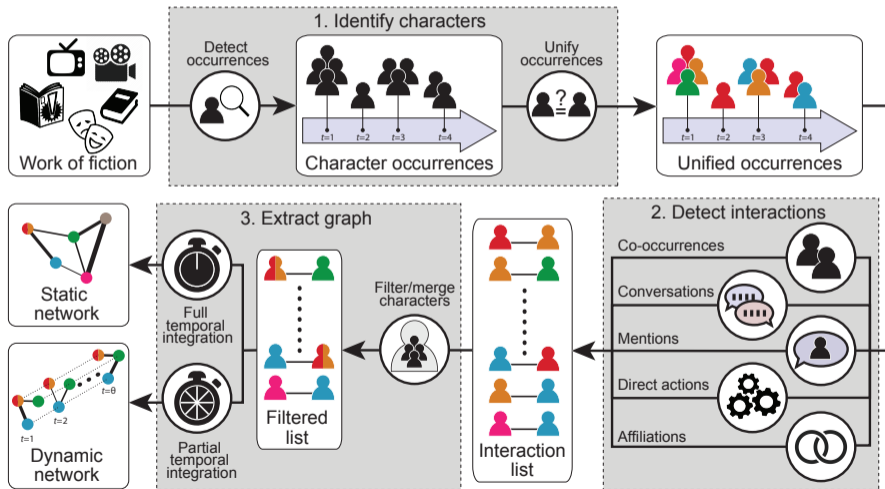 1. Identify characters
Detect
occurrences
Unify
occurrences
?
=
t=1
t=2
t=3
t=4
t=1
t=2
t=3
t=4
Work of fiction
Character occurrences
Unified occurrences
3. Extract graph
2. Detect interactions
Co-occurrences
Conversations
Mentions
Direct actions
Affiliations
Filter/merge
characters
Static
network
Full
temporal
integration
t=1
t=2
t=θ
Dynamic
network
Partial
temporal
integration
Filtered
list
Interaction
list